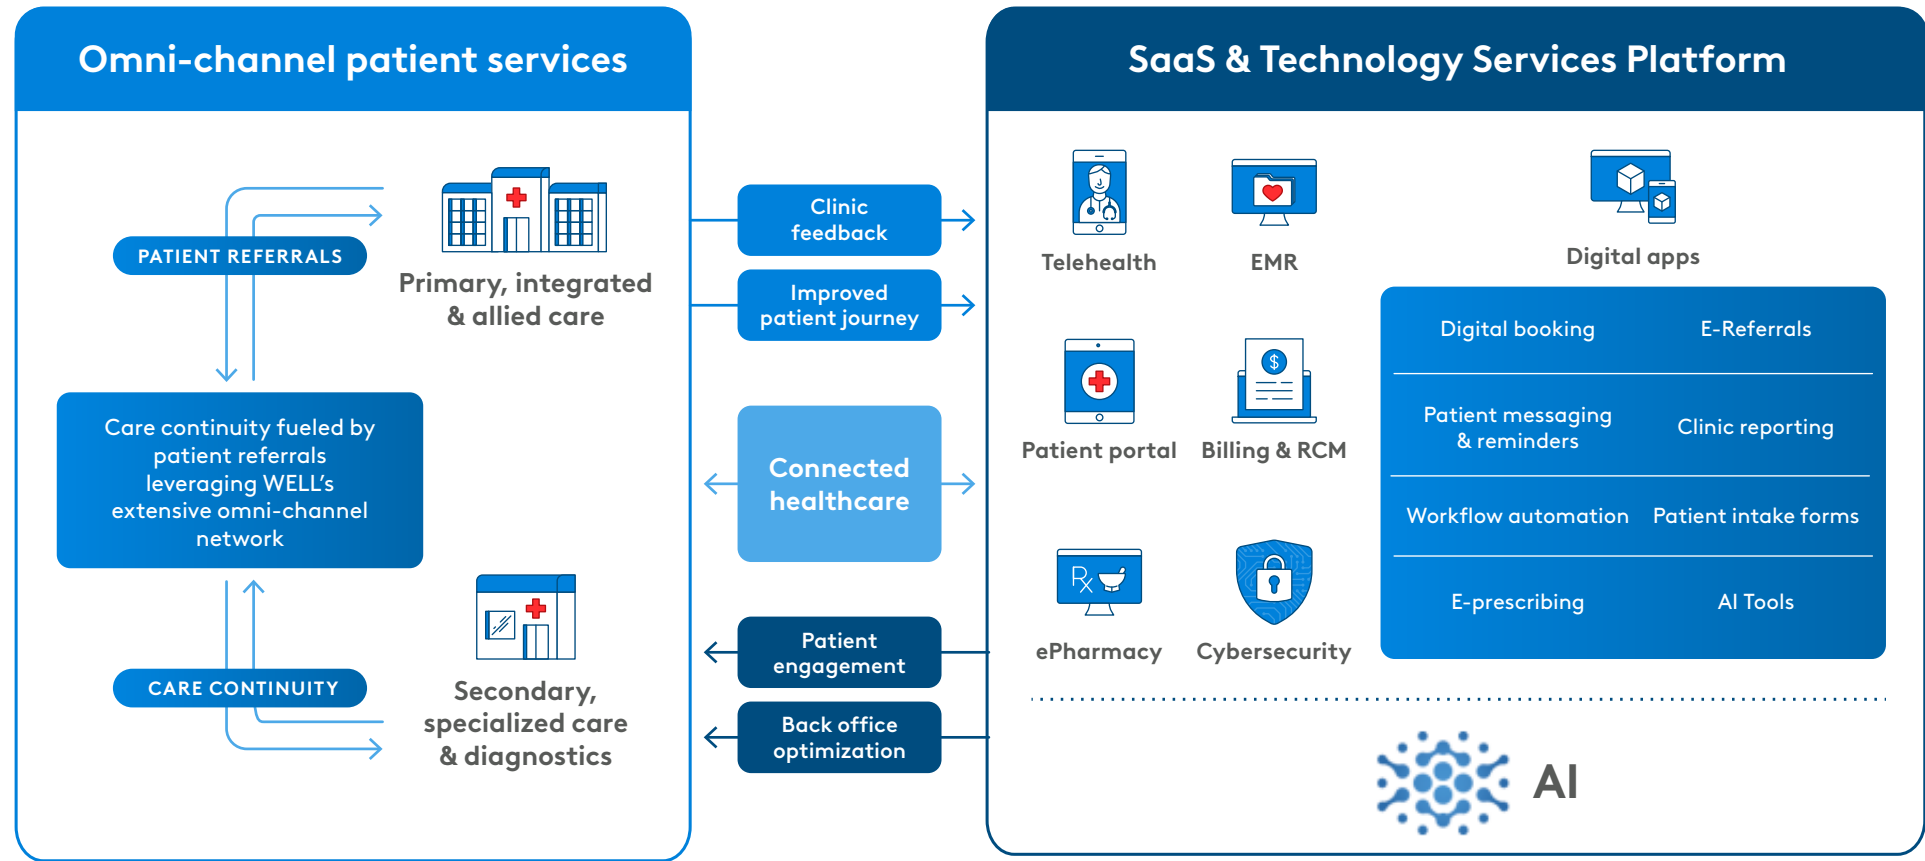 Omni-channel patient services
PATIENT REFERRALS
Primary, integrated
& allied care
Care continuity fueled by
patient referrals
leveraging WELL’s
extensive omni-channel
network
CARE CONTINUITY
Secondary,
specialized care
& diagnostics
Clinic
feedback
Improved
patient journey
Connected
healthcare
Patient
engagement
Back office
optimization
SaaS & Technology Services Platform
Telehealth
EMR
Digital apps
$
Patient portal
Billing & RCM
Rx
ePharmacy
Cybersecurity
Digital booking
E-Referrals
Patient messaging
& reminders
Clinic reporting
Workflow automation
Patient intake forms
E-prescribing
AI Tools
AI